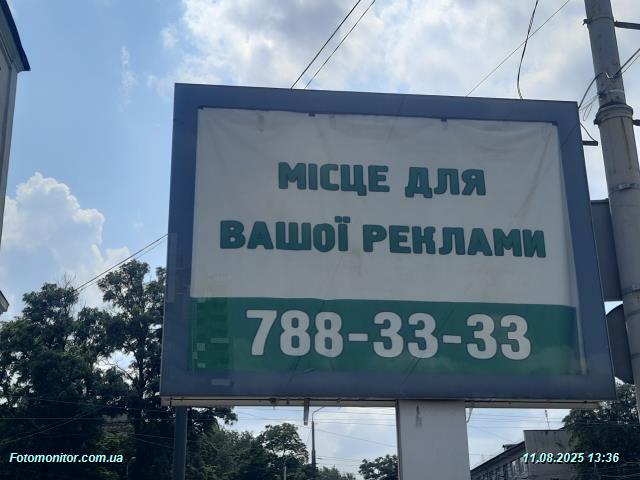 МІСЦЕ ДЛЯ
ВАШОЇ РЕКЛАМИ
788-33-33
Fotomonitor.com.ua
11.08.2025 13:36